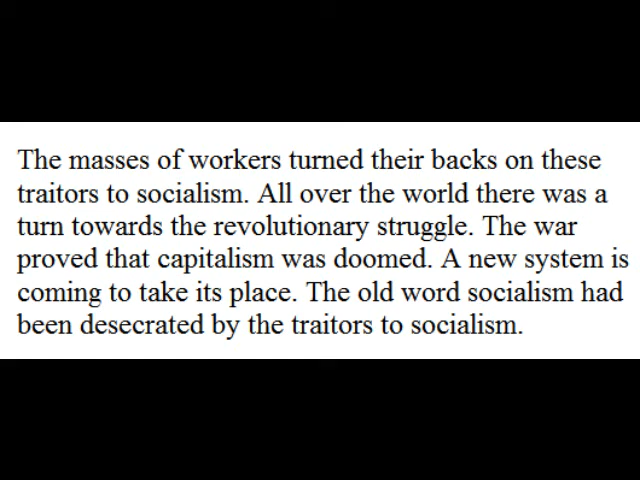 The masses of workers turned their backs on these
traitors to socialism. All over the world there was a
turn towards the revolutionary struggle. The war
proved that capitalism was doomed. A new system is
coming to take its place. The old word socialism had
been desecrated by the traitors to socialism.